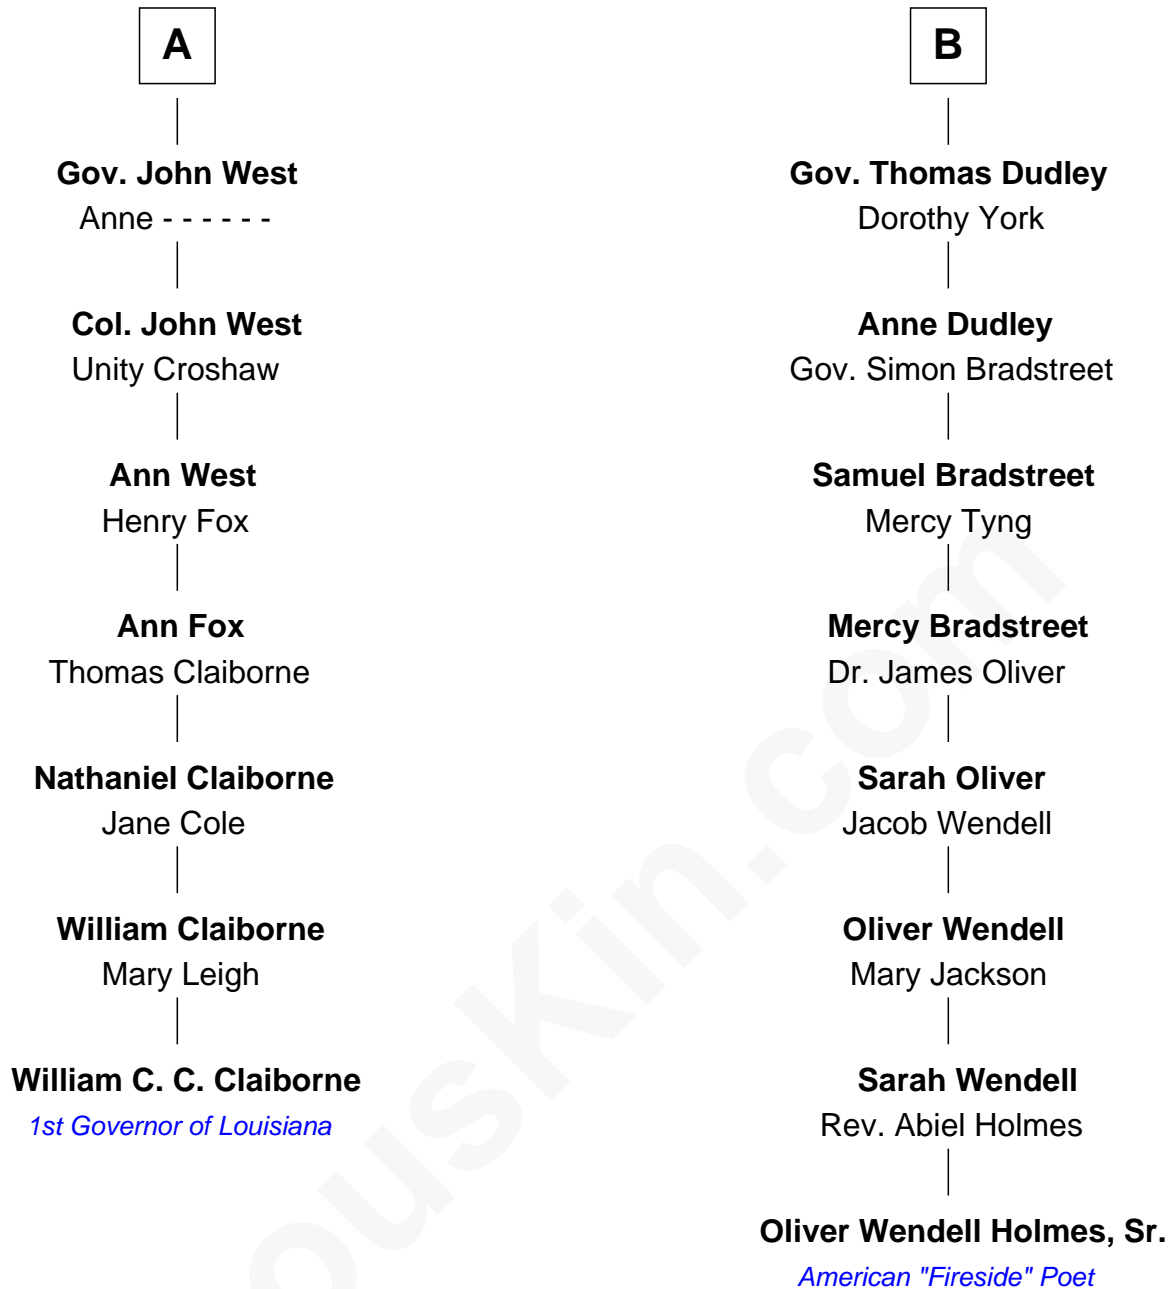 A
Gov. John West
Anne - - - - - -
Col. John West
Unity Croshaw
Ann West
Henry Fox
Ann Fox
Thomas Claiborne
Nathaniel Claiborne
Jane Cole
William Claiborne
Mary Leigh
William C. C. Claiborne
1st Governor of Louisiana
B
Gov. Thomas Dudley
Dorothy York
Anne Dudley
Gov. Simon Bradstreet
Samuel Bradstreet
Mercy Tyng
Mercy Bradstreet
Dr. James Oliver
Sarah Oliver
Jacob Wendell
Oliver Wendell
Mary Jackson
Sarah Wendell
Rev. Abiel Holmes
Oliver Wendell Holmes, Sr.
American "Fireside" Poet
ousKin.com